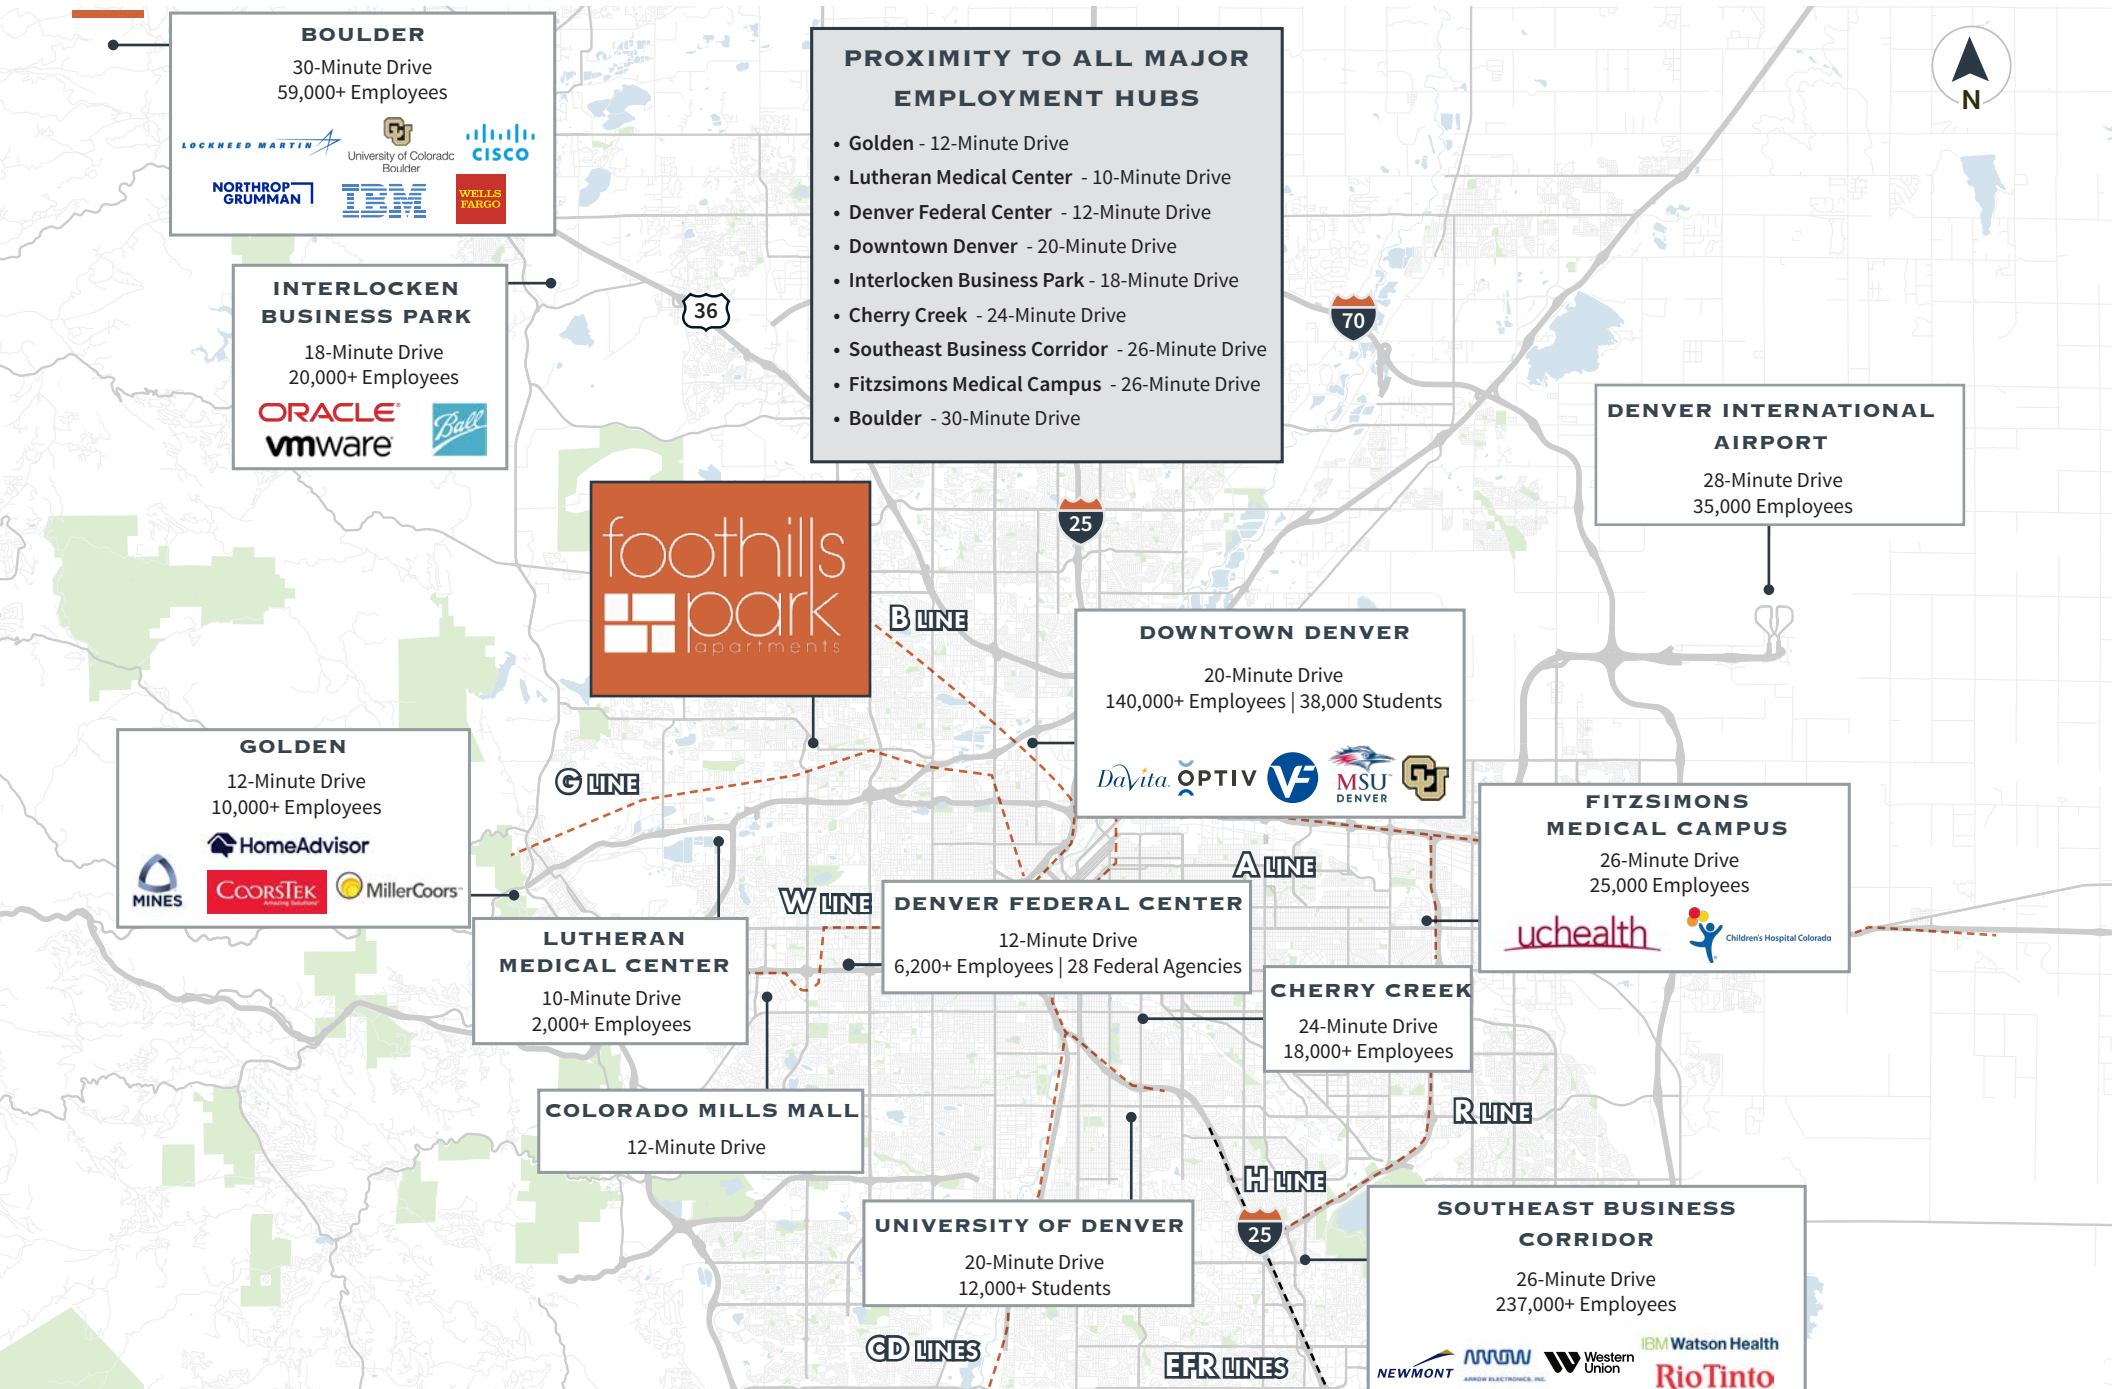 BOULDER
30-Minute Drive
59,000+ Employees
LOCKHEED MARTIN
CU
University of Colorado
Boulder
CISCO
NORTHROP
GRUMMAN
IBM
WELLS
FARGO
INTERLOCKEN
BUSINESS PARK
18-Minute Drive
20,000+ Employees
ORACLE
vmware
Ball
PROXIMITY TO ALL MAJOR
EMPLOYMENT HUBS
• Golden - 12-Minute Drive
• Lutheran Medical Center - 10-Minute Drive
• Denver Federal Center - 12-Minute Drive
• Downtown Denver - 20-Minute Drive
• Interlocken Business Park - 18-Minute Drive
• Cherry Creek - 24-Minute Drive
• Southeast Business Corridor - 26-Minute Drive
• Fitzsimons Medical Campus - 26-Minute Drive
• Boulder - 30-Minute Drive
N
36
70
25
DENVER INTERNATIONAL
AIRPORT
28-Minute Drive
35,000 Employees
foothills
park
apartments
B LINE
DOWNTOWN DENVER
20-Minute Drive
140,000+ Employees | 38,000 Students
DaVita.
OPTIV
VF
MSU
DENVER
CU
GOLDEN
12-Minute Drive
10,000+ Employees
HomeAdvisor
MINES
COORSTEK
Amazing Solutions
MillerCoors
G LINE
FITZSIMONS
MEDICAL CAMPUS
26-Minute Drive
25,000 Employees
uchealth
Children's Hospital Colorado
A LINE
W LINE
DENVER FEDERAL CENTER
12-Minute Drive
6,200+ Employees | 28 Federal Agencies
LUTHERAN
MEDICAL CENTER
10-Minute Drive
2,000+ Employees
CHERRY CREEK
24-Minute Drive
18,000+ Employees
COLORADO MILLS MALL
12-Minute Drive
R LINE
H LINE
25
UNIVERSITY OF DENVER
20-Minute Drive
12,000+ Students
SOUTHEAST BUSINESS
CORRIDOR
26-Minute Drive
237,000+ Employees
NEWMONT
ARROW
ARROW ELECTRONICS, INC.
Western
Union
IBM Watson Health
RioTinto
CD LINES
EFR LINES